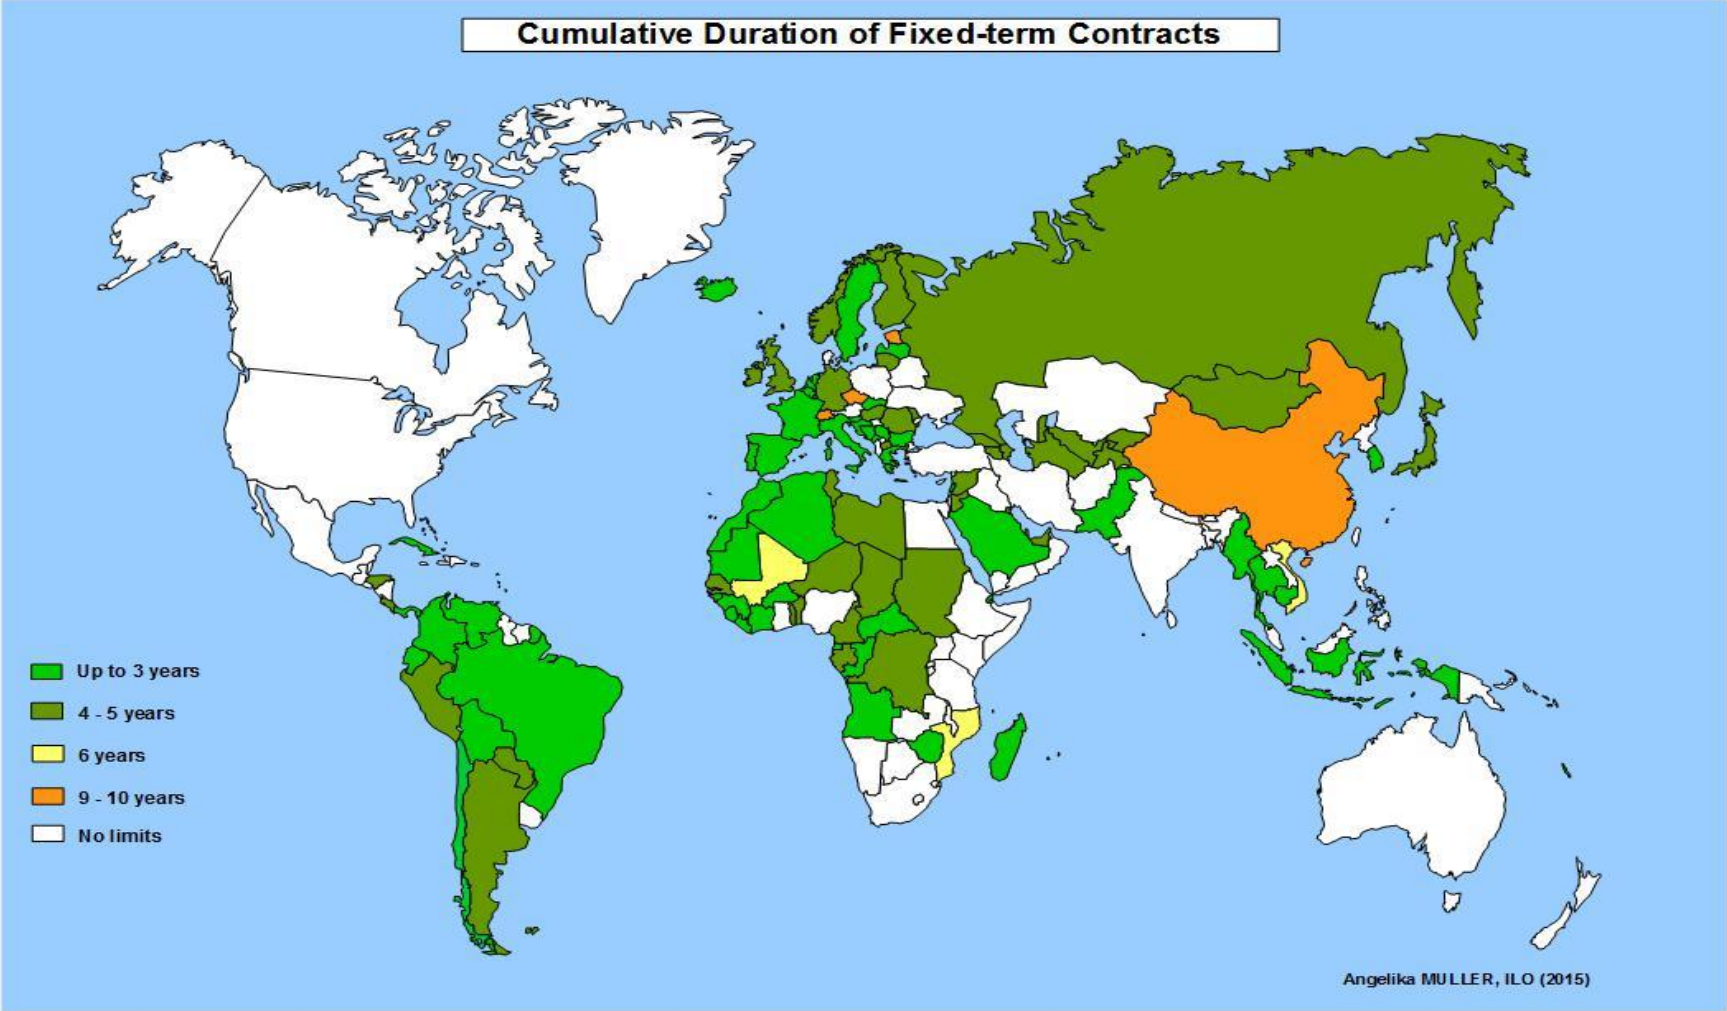 Cumulative Duration of Fixed-term Contracts
Up to 3 years
4 - 5 years
6 years
9 - 10 years
No limits
Angelika MULLER, ILO (2015)